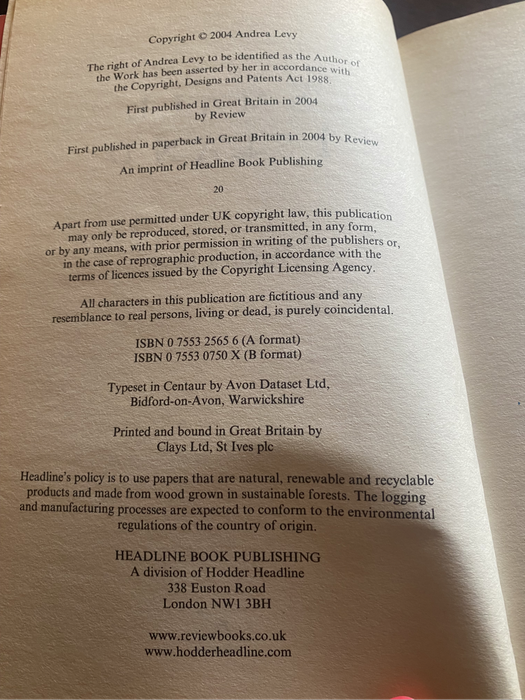 Copyright © 2004 Andrea Levy
The right of Andrea Levy to be identified as the Author of
the Work has been asserted by her in accordance with
the Copyright, Designs and Patents Act 1988.
First published in Great Britain in 2004
by Review
First published in paperback in Great Britain in 2004 by Review
An imprint of Headline Book Publishing
20
Apart from use permitted under UK copyright law, this publication
may only be reproduced, stored, or transmitted, in any form,
or by any means, with prior permission in writing of the publishers or,
in the case of reprographic production, in accordance with the
terms of licences issued by the Copyright Licensing Agency.
All characters in this publication are fictitious and any
resemblance to real persons, living or dead, is purely coincidental.
ISBN 0 7553 2565 6 (A format)
ISBN 0 7553 0750 X (B format)
Typeset in Centaur by Avon Dataset Ltd,
Bidford-on-Avon, Warwickshire
Printed and bound in Great Britain by
Clays Ltd, St Ives plc
Headline's policy is to use papers that are natural, renewable and recyclable
products and made from wood grown in sustainable forests. The logging
and manufacturing processes are expected to conform to the environmental
regulations of the country of origin.
HEADLINE BOOK PUBLISHING
A division of Hodder Headline
338 Euston Road
London NW1 3BH
www.reviewbooks.co.uk
www.hodderheadline.com